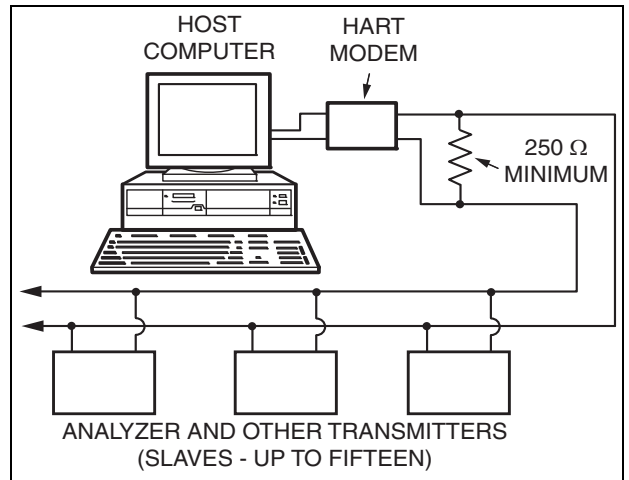 HOST
COMPUTER
HART
MODEM
250 Ω
MINIMUM
ANALYZER AND OTHER TRANSMITTERS
(SLAVES - UP TO FIFTEEN)